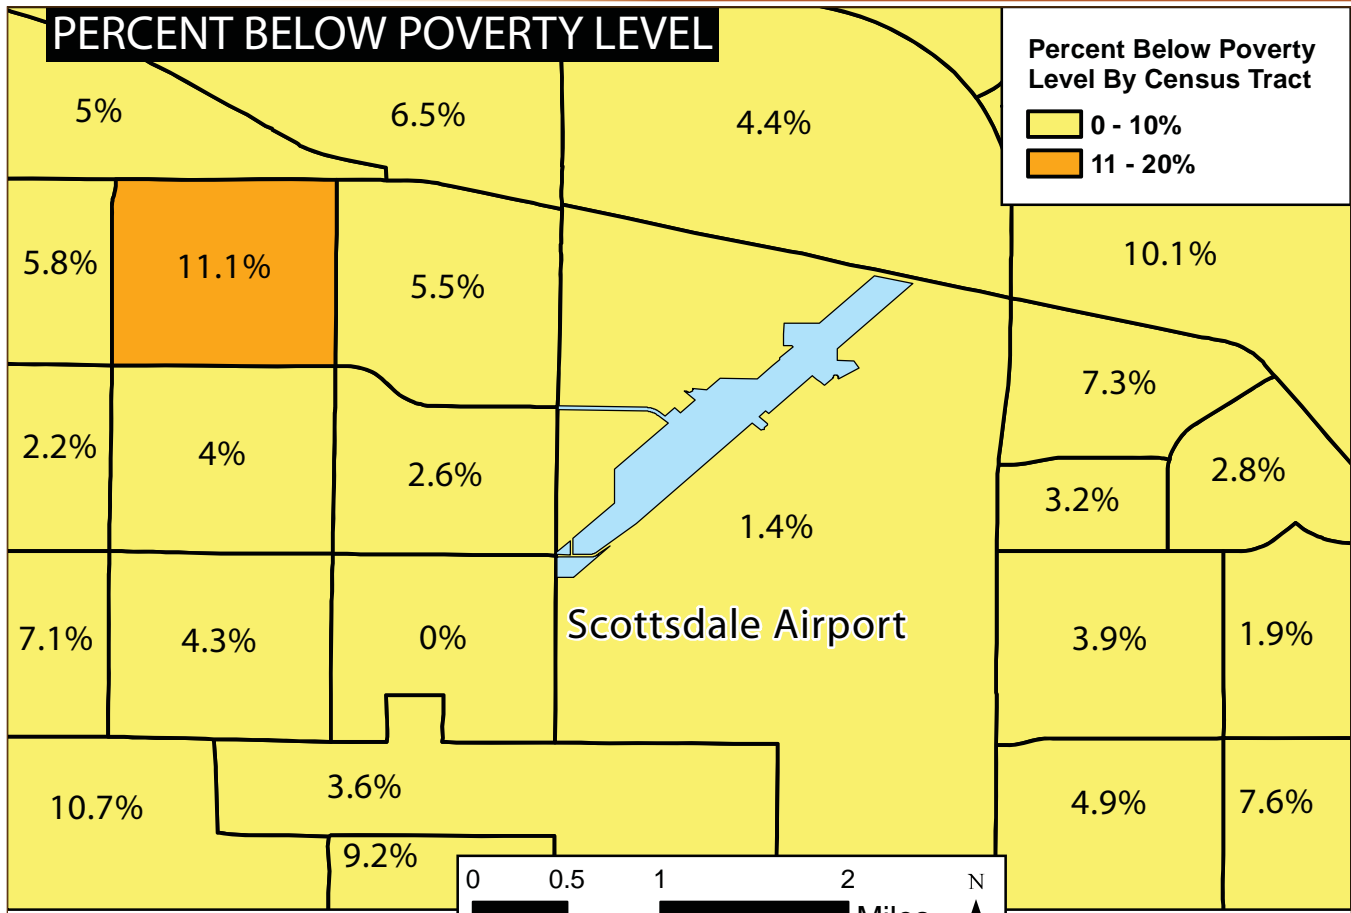 PERCENT BELOW POVERTY LEVEL
Percent Below Poverty
Level By Census Tract
0 - 10%
11 - 20%
5%
6.5%
4.4%
10.1%
5.8%
11.1%
5.5%
7.3%
2.2%
4%
2.6%
2.8%
3.2%
1.4%
Scottsdale Airport
7.1%
4.3%
0%
3.9%
1.9%
10.7%
3.6%
4.9%
7.6%
9.2%
0 0.5 1 2
N
Miles